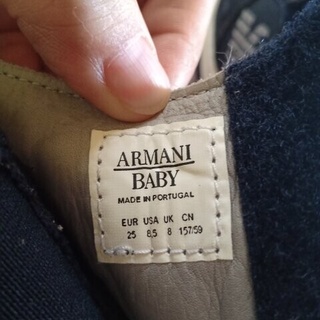 ARMANI
BABY
MADE IN PORTUGAL
EUR USA UK CN
25 8,5 8 157/59